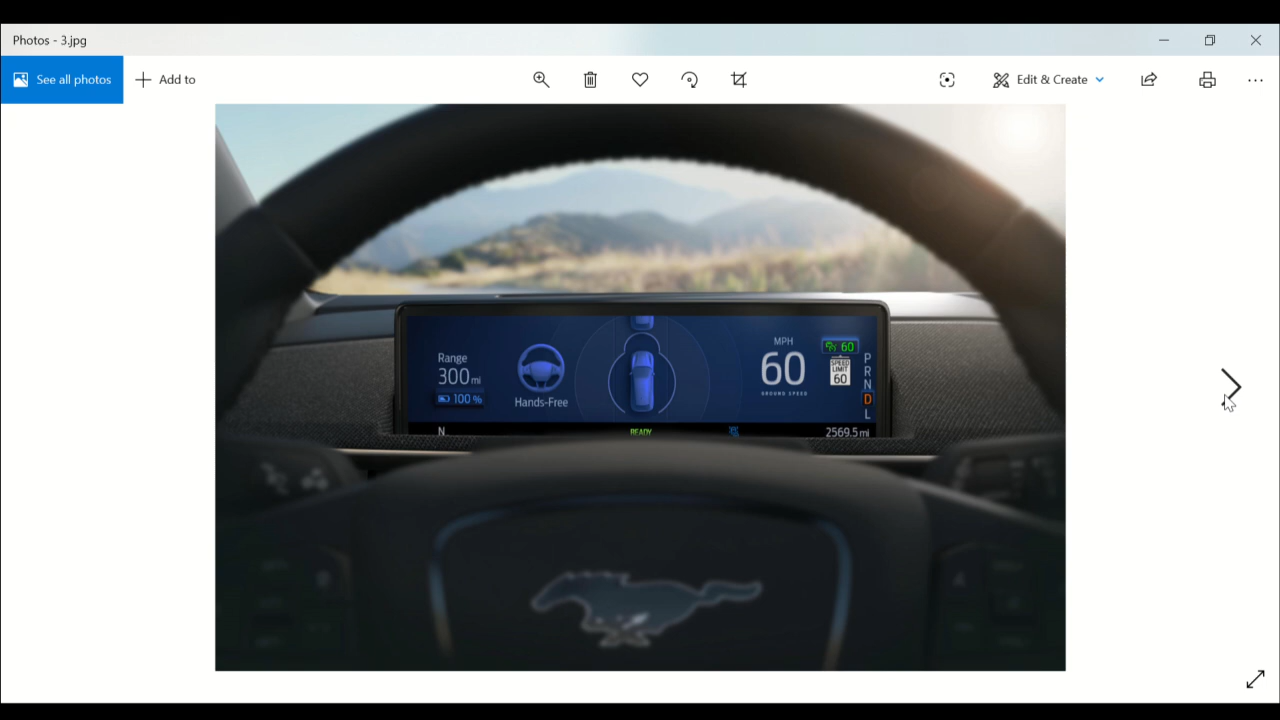 Photos - 3.jpg
See all photos
Add to
Edit & Create
Range
300 mi
100 %
Hands-Free
MPH
60
GROUND SPEED
60
SPEED
LIMIT
60
P
R
N
D
L
N
READY
2569.5 mi